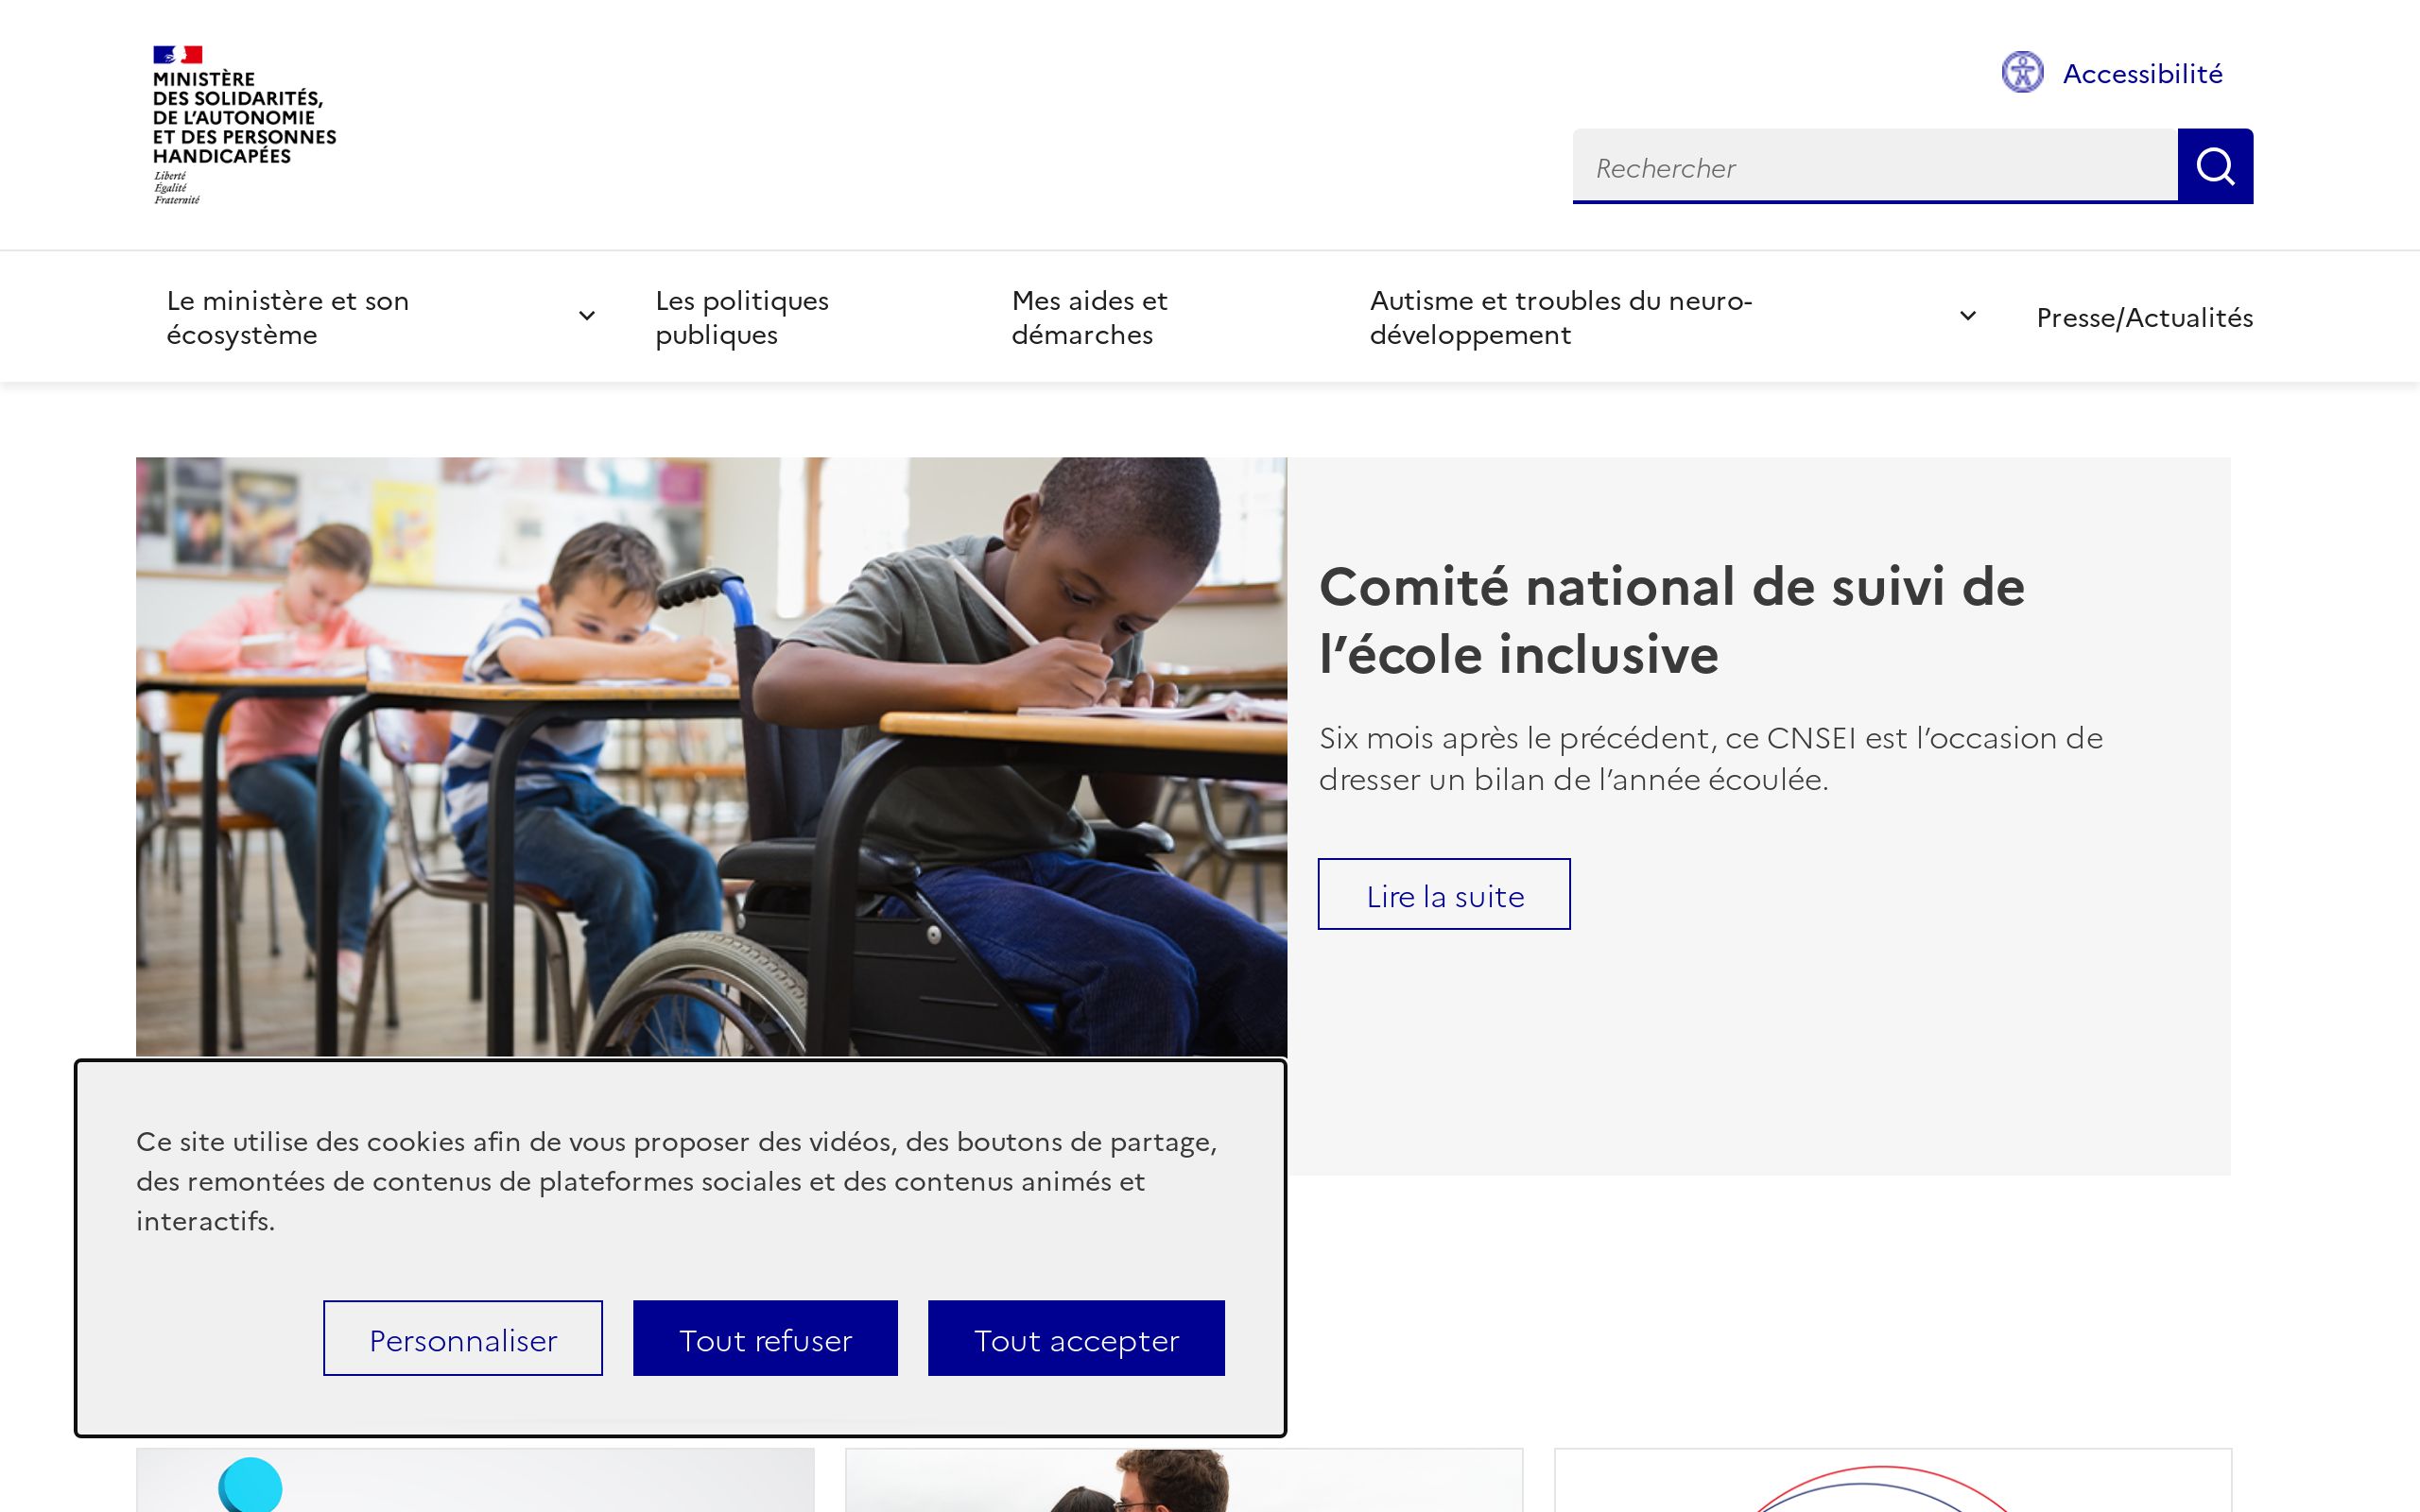 MINISTÈRE
DES SOLIDARITÉS,
DE L'AUTONOMIE
ET DES PERSONNES
HANDICAPÉES
Liberté
Égalité
Fraternité
Accessibilité
Rechercher
Le ministère et son
écosystème
Les politiques
publiques
Mes aides et
démarches
Autisme et troubles du neuro-
développement
Presse/Actualités
Comité national de suivi de
l’école inclusive
Six mois après le précédent, ce CNSEI est l’occasion de
dresser un bilan de l’année écoulée.
Lire la suite
Ce site utilise des cookies afin de vous proposer des vidéos, des boutons de partage,
des remontées de contenus de plateformes sociales et des contenus animés et
interactifs.
Personnaliser
Tout refuser
Tout accepter